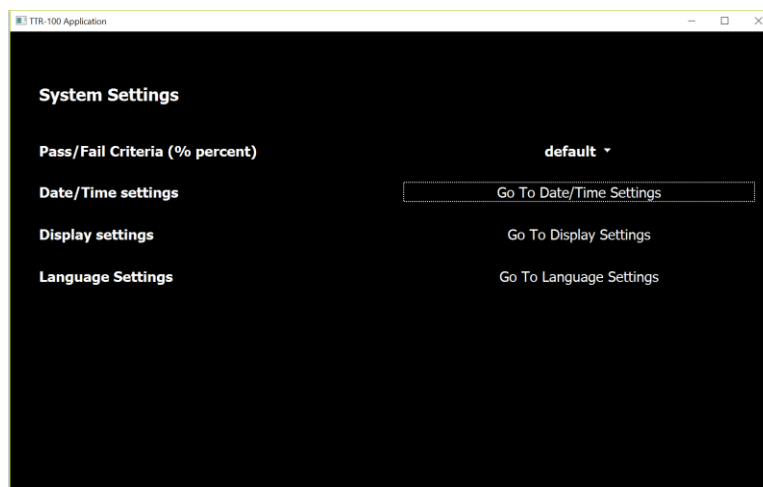 TTR-100 Application
System Settings
Pass/Fail Criteria (% percent) default
Date/Time settings Go To Date/Time Settings
Display settings Go To Display Settings
Language Settings Go To Language Settings